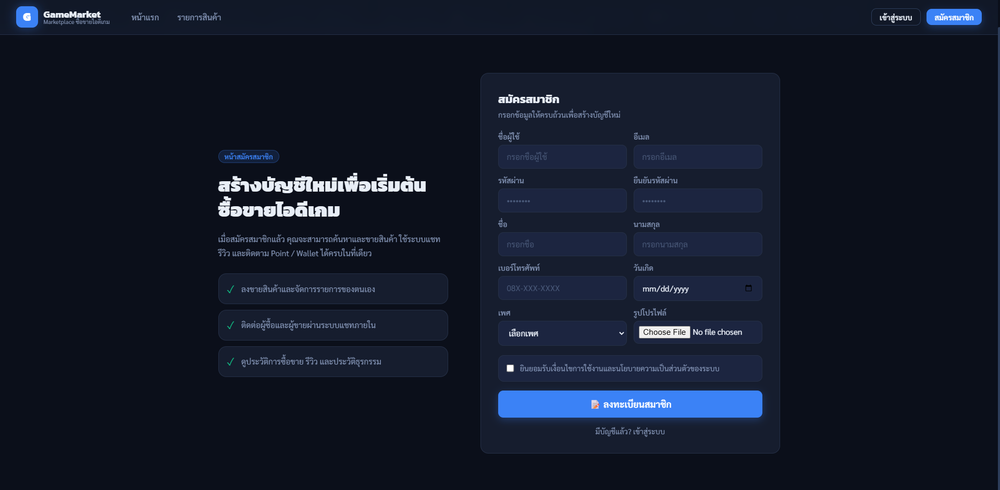 G
GameMarket
Marketplace ซื้อขายไอดีเกม
หน้าแรก
รายการสินค้า
เข้าสู่ระบบ
สมัครสมาชิก
หน้าสมัครสมาชิก
สร้างบัญชีใหม่เพื่อเริ่มต้น
ซื้อขายไอดีเกม
เมื่อสมัครสมาชิกแล้ว คุณจะสามารถค้นหาและขายสินค้า ใช้ระบบแชท
รีวิว และติดตาม Point / Wallet ได้ครบในที่เดียว
✓ ลงขายสินค้าและจัดการรายการของตนเอง
✓ ติดต่อผู้ซื้อและผู้ขายผ่านระบบแชทภายใน
✓ ดูประวัติการซื้อขาย รีวิว และประวัติธุรกรรม
สมัครสมาชิก
กรอกข้อมูลให้ครบถ้วนเพื่อสร้างบัญชีใหม่
ชื่อผู้ใช้
กรอกชื่อผู้ใช้
อีเมล
กรอกอีเมล
รหัสผ่าน
••••••••
ยืนยันรหัสผ่าน
••••••••
ชื่อ
กรอกชื่อ
นามสกุล
กรอกนามสกุล
เบอร์โทรศัพท์
08X-XXX-XXXX
วันเกิด
mm/dd/yyyy
เพศ
เลือกเพศ
รูปโปรไฟล์
Choose File No file chosen
ยินยอมรับเงื่อนไขการใช้งานและนโยบายความเป็นส่วนตัวของระบบ
📝 ลงทะเบียนสมาชิก
มีบัญชีแล้ว? เข้าสู่ระบบ